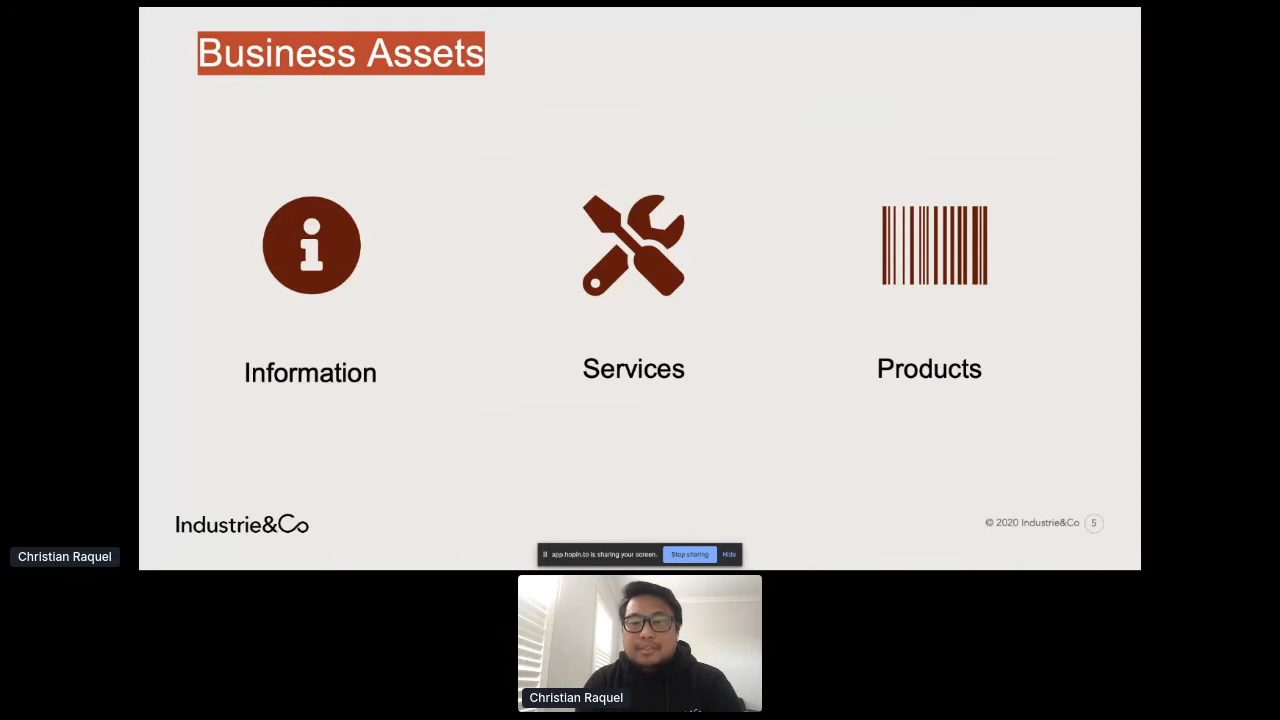 Business Assets
Information
Services
Products
Industrie&Co
© 2020 Industrie&Co 5
Christian Raquel
app.hopin.to is sharing your screen. Stop sharing Hide
Christian Raquel